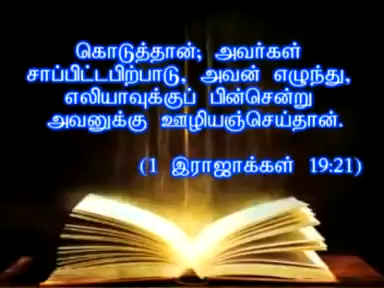 கொடுத்தான்; அவர்கள்
சாப்பிட்டபிற்பாடு, அவன் எழுந்து,
எலியாவுக்குப் பின்சென்று
அவனுக்கு ஊழியஞ்செய்தான்.
(1 இராஜாக்கள் 19:21)